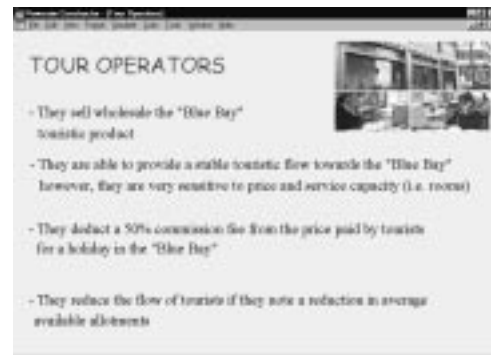 TOUR OPERATORS
- They sell wholesale the "Blue Bay"
touristic product
- They are able to provide a stable touristic flow towards the "Blue Bay"
however, they are very sensitive to price and service capacity (i.e. rooms)
- They deduct a 50% commission fee from the price paid by tourists
for a holiday in the "Blue Bay"
- They reduce the flow of tourists if they note a reduction in average
available allotments